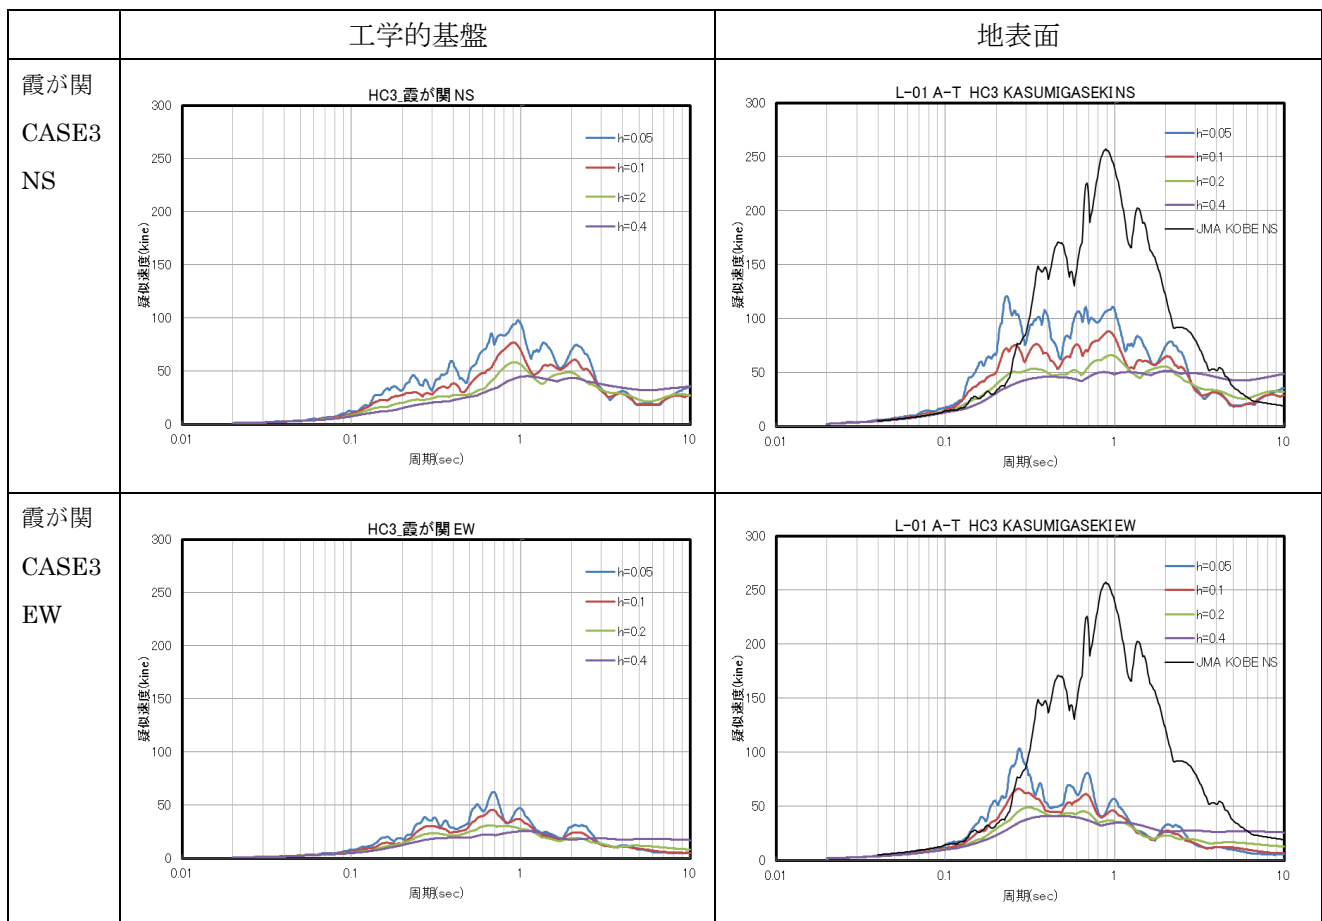 工学的基盤
地表面
霞が関
CASE3
NS
HC3_霞が関 NS
300
250
200
150
100
50
0
0.01
0.1
1
10
疑似速度(kine)
周期(sec)
h=0.05
h=0.1
h=0.2
h=0.4
L-01 A-T HC3 KASUMIGASEKI NS
300
250
200
150
100
50
0
0.01
0.1
1
10
疑似速度(kine)
周期(sec)
h=0.05
h=0.1
h=0.2
h=0.4
JMA KOBE NS
霞が関
CASE3
EW
HC3_霞が関 EW
300
250
200
150
100
50
0
0.01
0.1
1
10
疑似速度(kine)
周期(sec)
h=0.05
h=0.1
h=0.2
h=0.4
L-01 A-T HC3 KASUMIGASEKI EW
300
250
200
150
100
50
0
0.01
0.1
1
10
疑似速度(kine)
周期(sec)
h=0.05
h=0.1
h=0.2
h=0.4
JMA KOBE NS